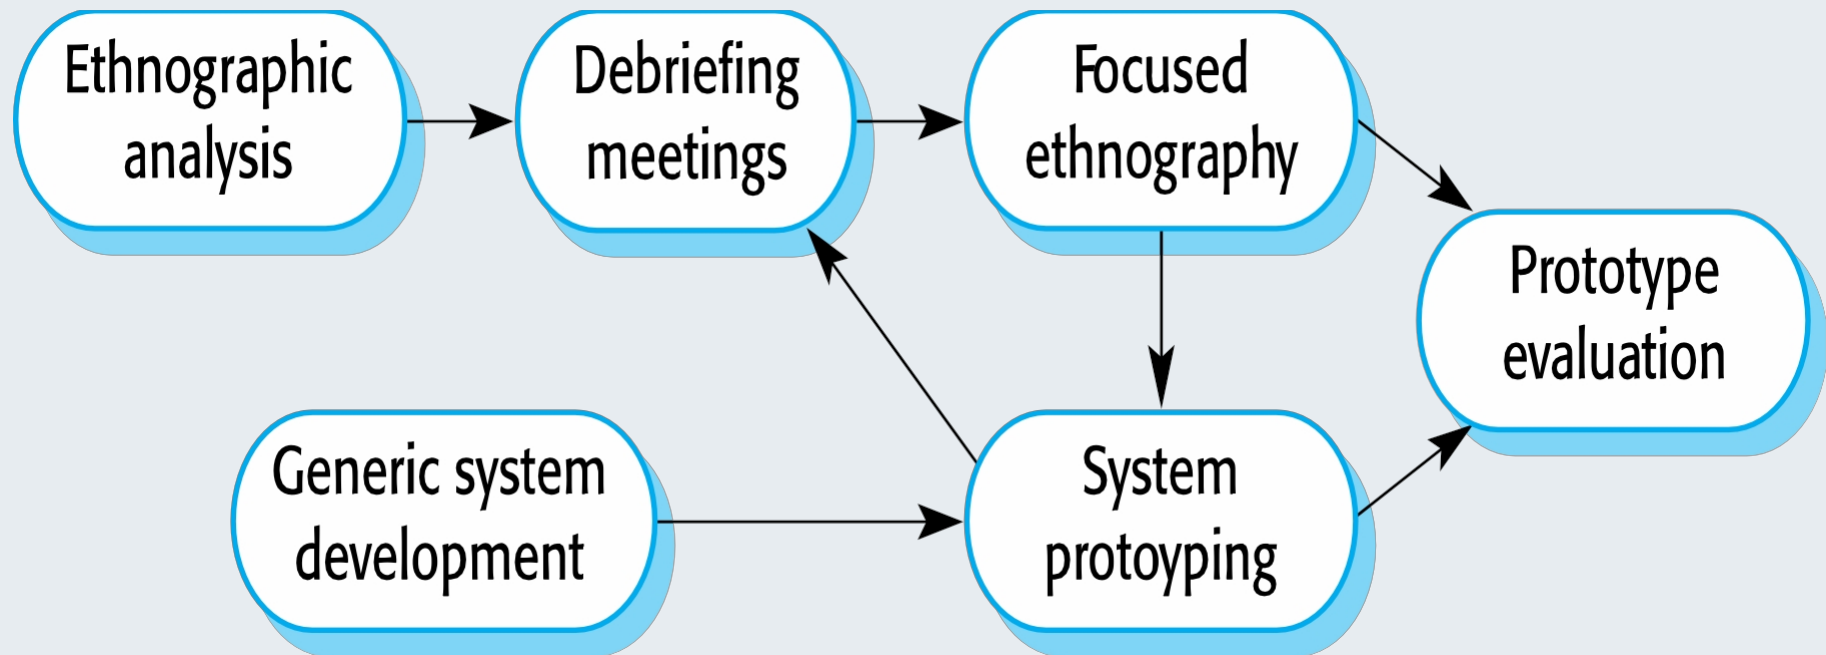 Ethnographic
analysis
Debriefing
meetings
Focused
ethnography
Prototype
evaluation
Generic system
development
System
protoyping